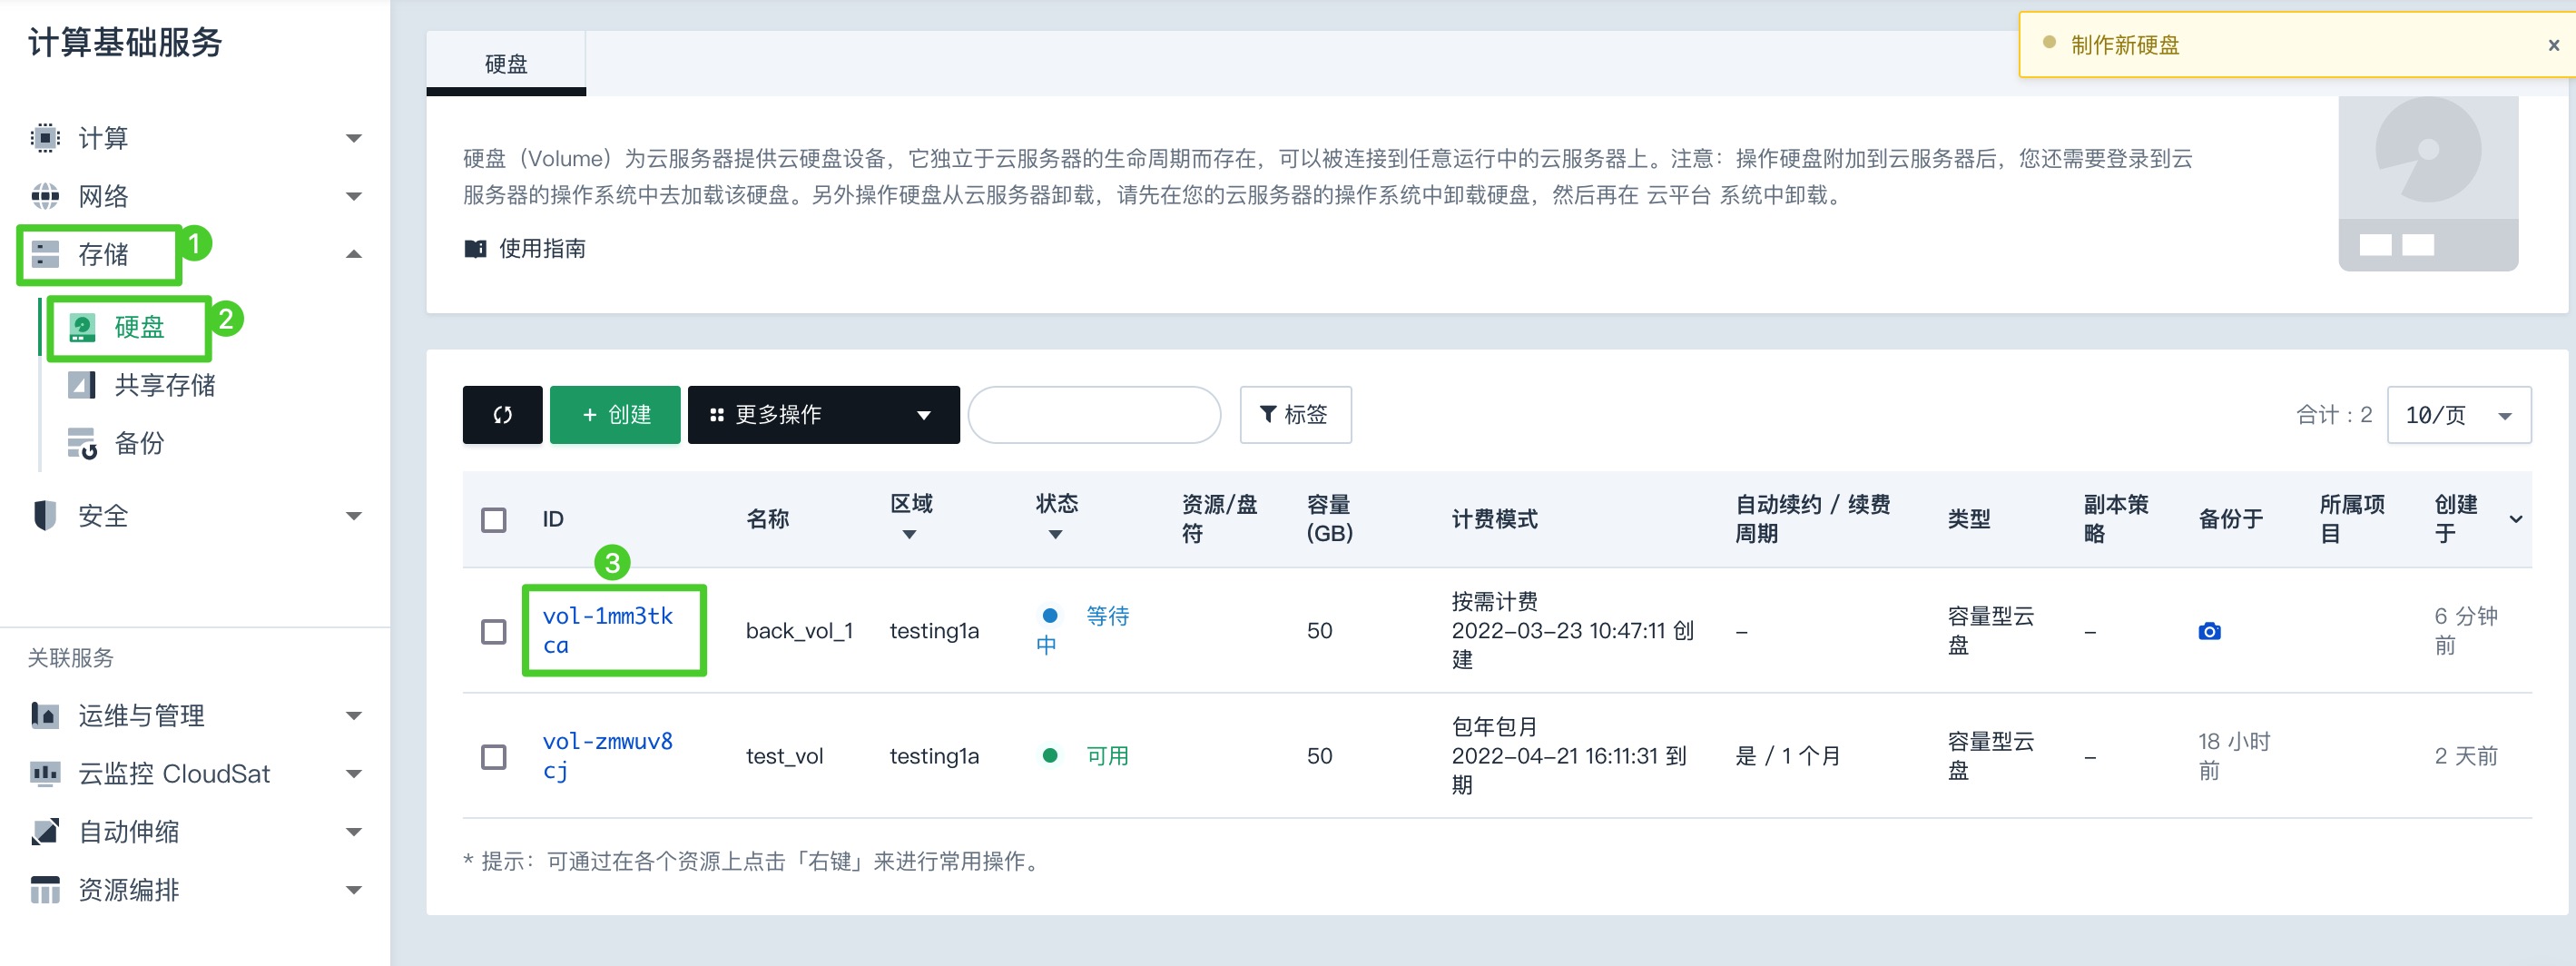 计算基础服务
计算
网络
存储
1
硬盘
2
共享存储
备份
安全
关联服务
运维与管理
云监控 CloudSat
自动伸缩
资源编排
硬盘
制作新硬盘
×
硬盘（Volume）为云服务器提供云硬盘设备，它独立于云服务器的生命周期而存在，可以被连接到任意运行中的云服务器上。注意：操作硬盘附加到云服务器后，您还需要登录到云
服务器的操作系统中去加载该硬盘。另外操作硬盘从云服务器卸载，请先在您的云服务器的操作系统中卸载硬盘，然后再在 云平台 系统中卸载。
使用指南
+ 创建
更多操作
标签
合计：2
10/页
ID
名称
区域
状态
资源/盘
符
容量
(GB)
计费模式
自动续约 / 续费
周期
类型
副本策
略
备份于
所属项
目
创建
于
3
vol-1mm3tk
ca
back_vol_1
testing1a
等待
中
50
按需计费
2022-03-23 10:47:11 创
建
-
容量型云
盘
-
6 分钟
前
vol-zmwuv8
cj
test_vol
testing1a
可用
50
包年包月
2022-04-21 16:11:31 到
期
是 / 1 个月
容量型云
盘
-
18 小时
前
2 天前
* 提示：可通过在各个资源上点击「右键」来进行常用操作。